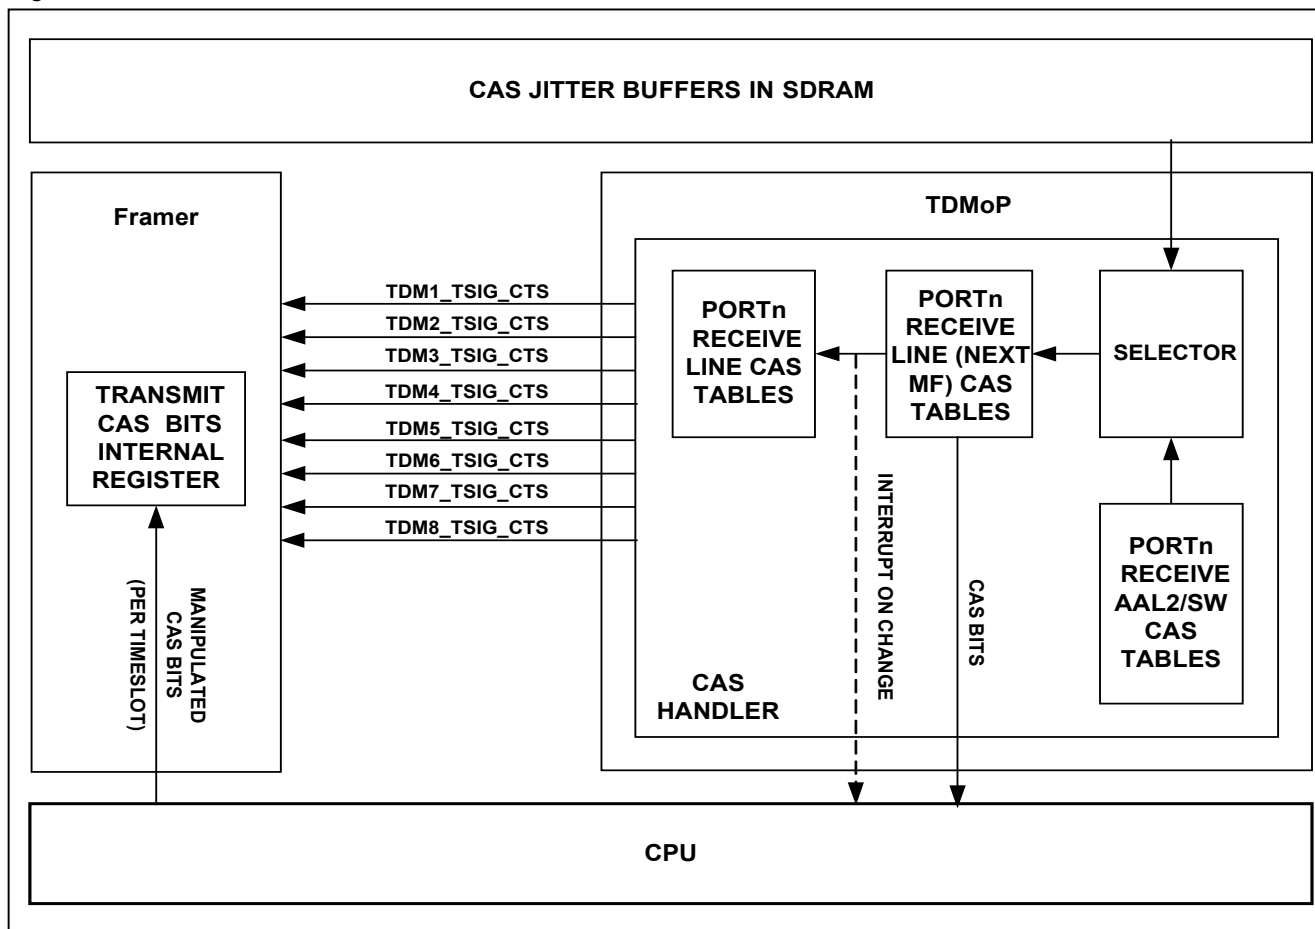 CAS JITTER BUFFERS IN SDRAM
Framer
TRANSMIT
CAS BITS
INTERNAL
REGISTER
MANIPULATED
CAS BITS
(PER TIMESLOT)
TDM1_TSIG_CTS
TDM2_TSIG_CTS
TDM3_TSIG_CTS
TDM4_TSIG_CTS
TDM5_TSIG_CTS
TDM6_TSIG_CTS
TDM7_TSIG_CTS
TDM8_TSIG_CTS
TDMoP
PORTn
RECEIVE
LINE CAS
TABLES
PORTn
RECEIVE
LINE (NEXT
MF) CAS
TABLES
SELECTOR
PORTn
RECEIVE
AAL2/SW
CAS
TABLES
INTERRUPT ON CHANGE
CAS BITS
CAS
HANDLER
CPU